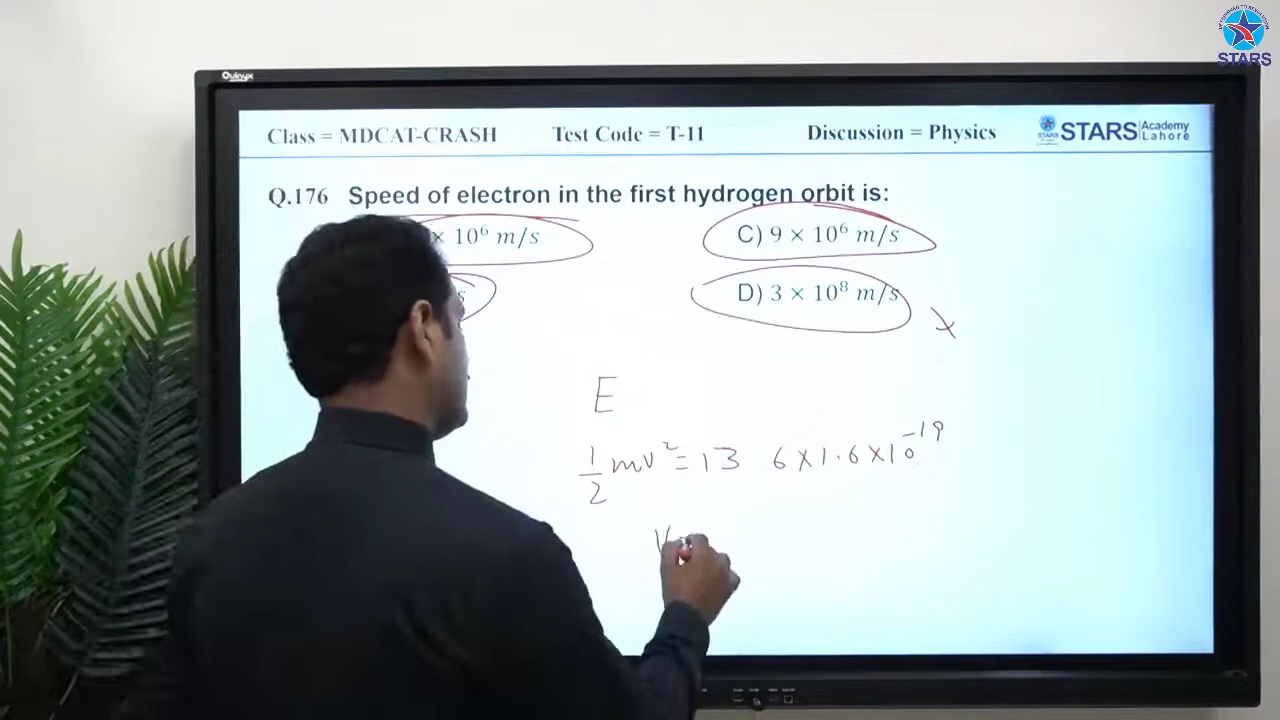 STARS
Quinyx
Class = MDCAT-CRASH Test Code = T-11 Discussion = Physics STARS Academy Lahore
Q.176 Speed of electron in the first hydrogen orbit is:
× 10⁶ m/s C) 9 × 10⁶ m/s
s D) 3 × 10⁸ m/s
E
1/2 mv² = 13 6 × 1.6 × 10⁻¹⁹
V